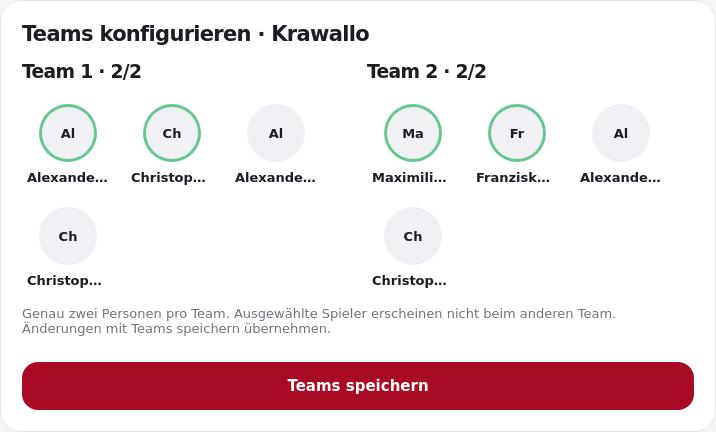 Teams konfigurieren · Krawallo
Team 1 · 2/2
Team 2 · 2/2
Al
Ch
Al
Ma
Fr
Al
Alexande...
Christop...
Alexande...
Maximili...
Franzisk...
Alexande...
Ch
Ch
Christop...
Christop...
Genau zwei Personen pro Team. Ausgewählte Spieler erscheinen nicht beim anderen Team.
Änderungen mit Teams speichern übernehmen.
Teams speichern